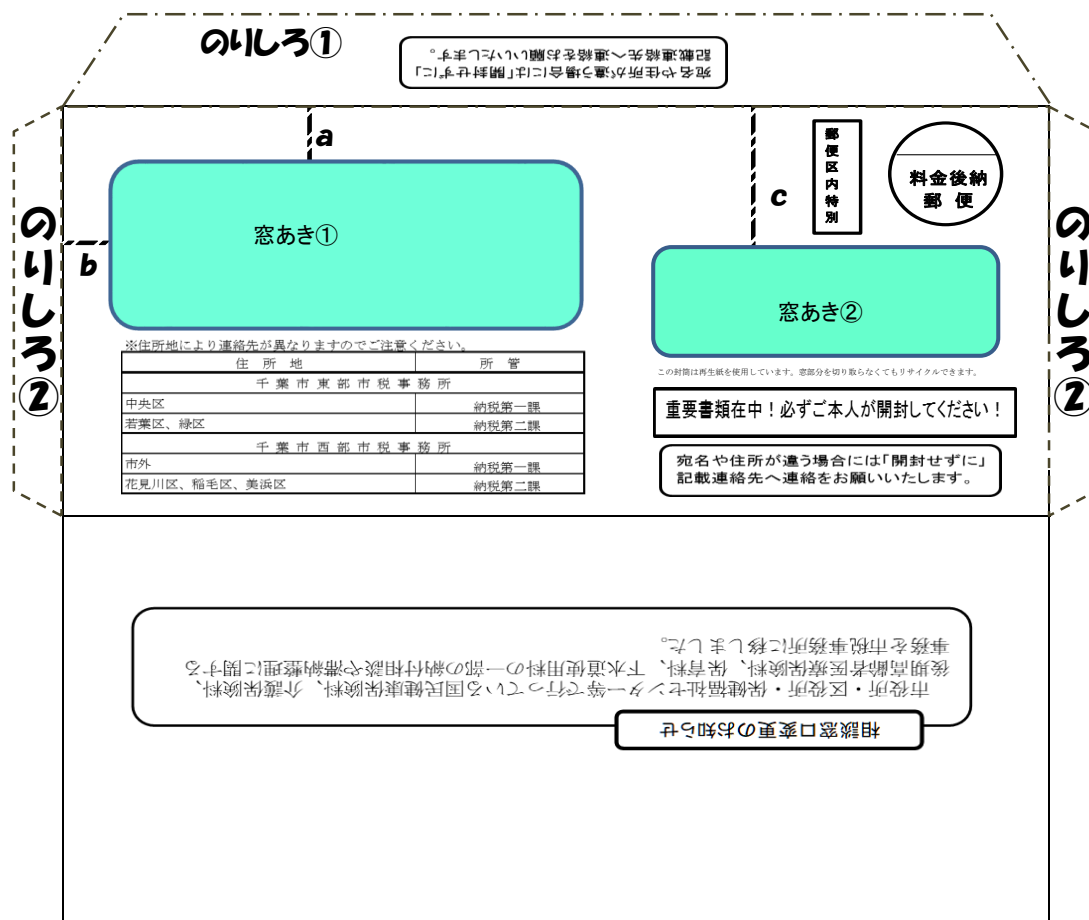 のりしろ①
宛名や住所が違う場合には「開封せずに」
記載連絡先へ連絡をお願いいたします。
a
郵便区内特別
料金後納
郵便
c
窓あき①
b
のりしろ②
のりしろ②
窓あき②
※住所地により連絡先が異なりますのでご注意ください。
住所地 所管
千葉市東部市税事務所
中央区 納税第一課
若葉区、緑区 納税第二課
千葉市西部市税事務所
市外 納税第一課
花見川区、稲毛区、美浜区 納税第二課
この封筒は再生紙を使用しています。窓部分を切り取らなくてもリサイクルできます。
重要書類在中！必ずご本人が開封してください！
宛名や住所が違う場合には「開封せずに」
記載連絡先へ連絡をお願いいたします。
相談窓口変更のお知らせ
市役所・区役所・保健福祉センター等で行っている国民健康保険料、介護保険料、
後期高齢者医療保険料、保育料、下水道使用料の一部の納付相談や滞納整理に関する
事務を市税事務所に移しました。